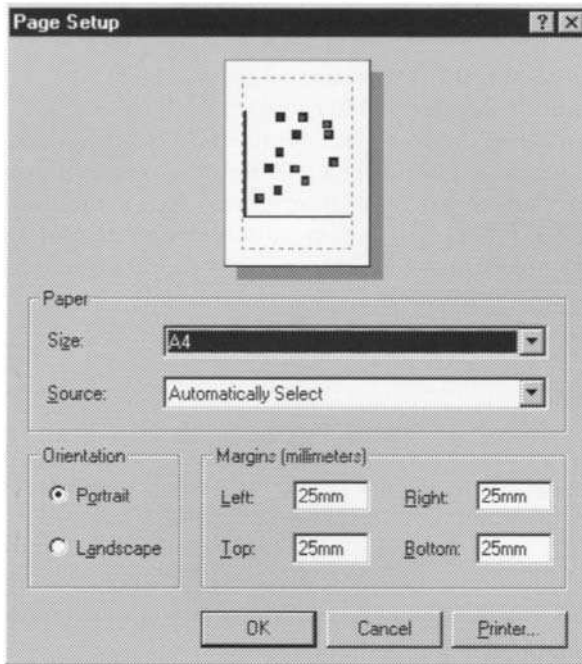 Page Setup
Paper
Size: A4
Source: Automatically Select
Orientation
Portrait
Landscape
Margins (millimeters)
Left: 25mm Right: 25mm
Top: 25mm Bottom: 25mm
OK Cancel Printer...